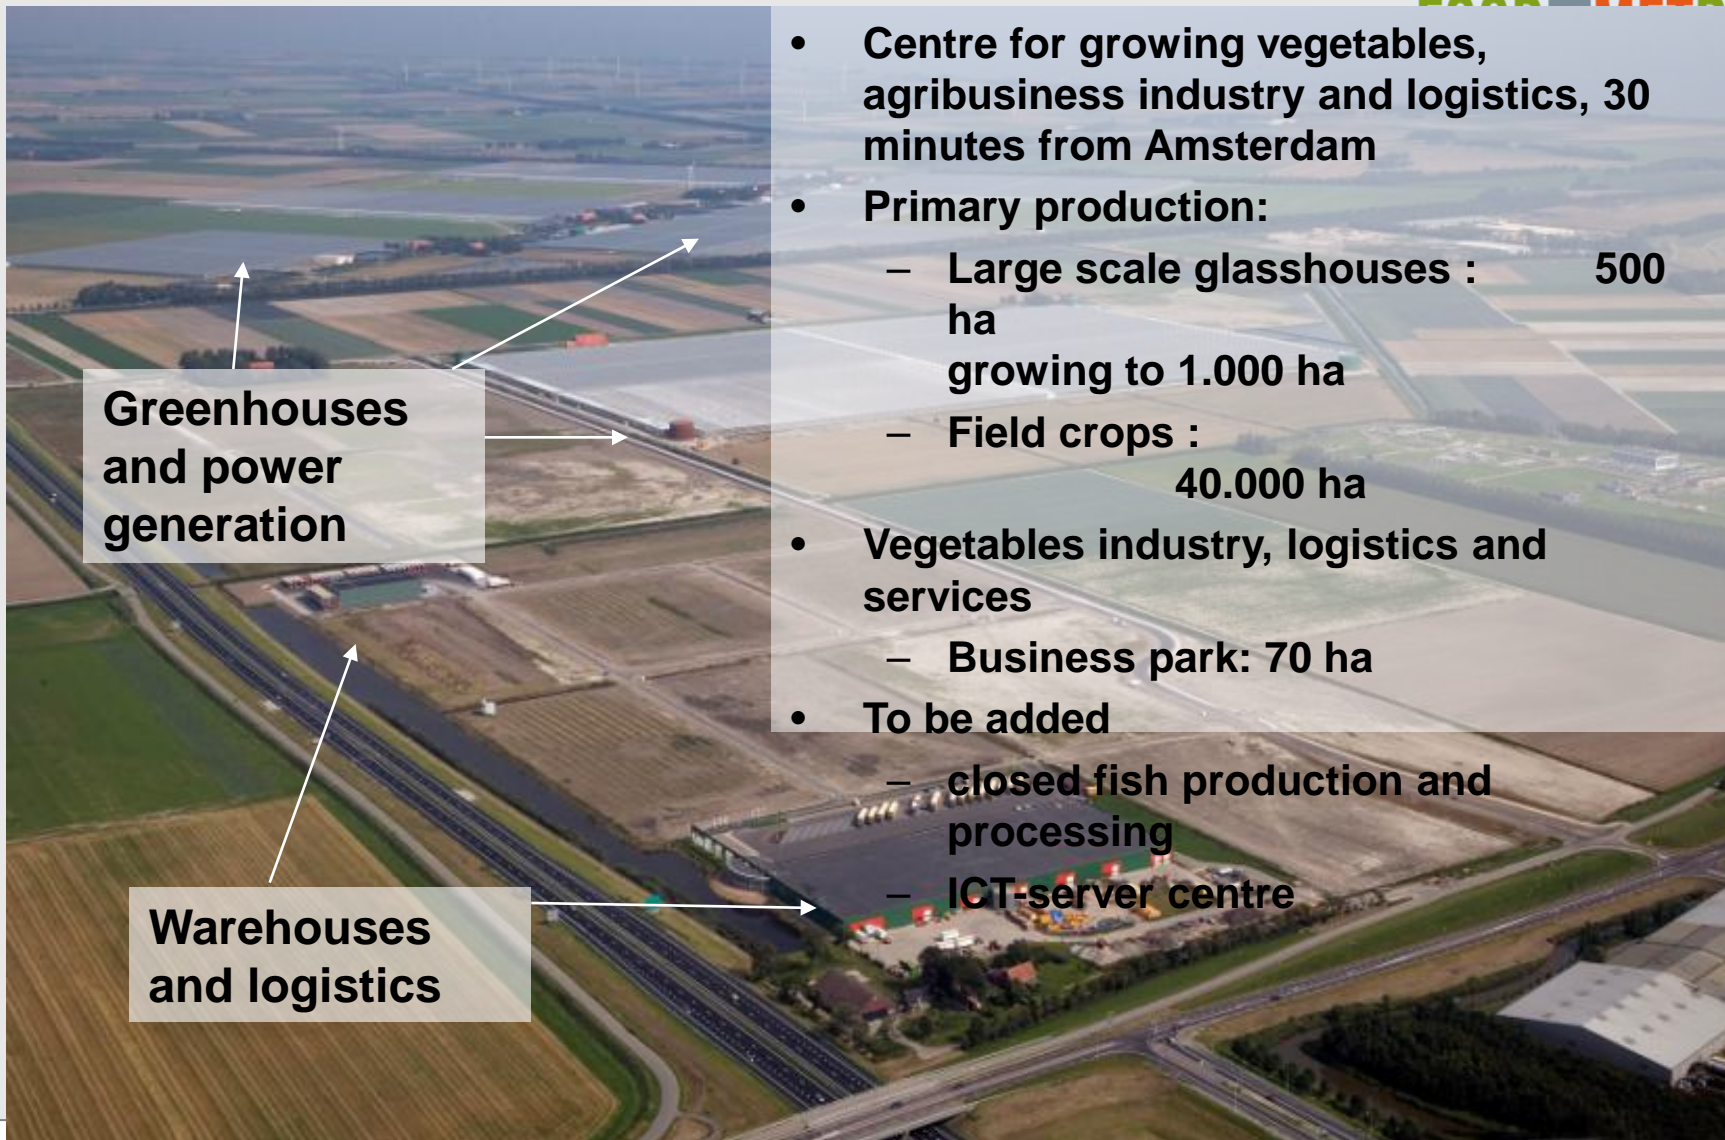 • Centre for growing vegetables,
agribusiness industry and logistics, 30
minutes from Amsterdam
• Primary production:
– Large scale glasshouses : 500
ha
growing to 1.000 ha
– Field crops :
40.000 ha
• Vegetables industry, logistics and
services
– Business park: 70 ha
• To be added
– closed fish production and
processing
– ICT-server centre
Greenhouses
and power
generation
Warehouses
and logistics